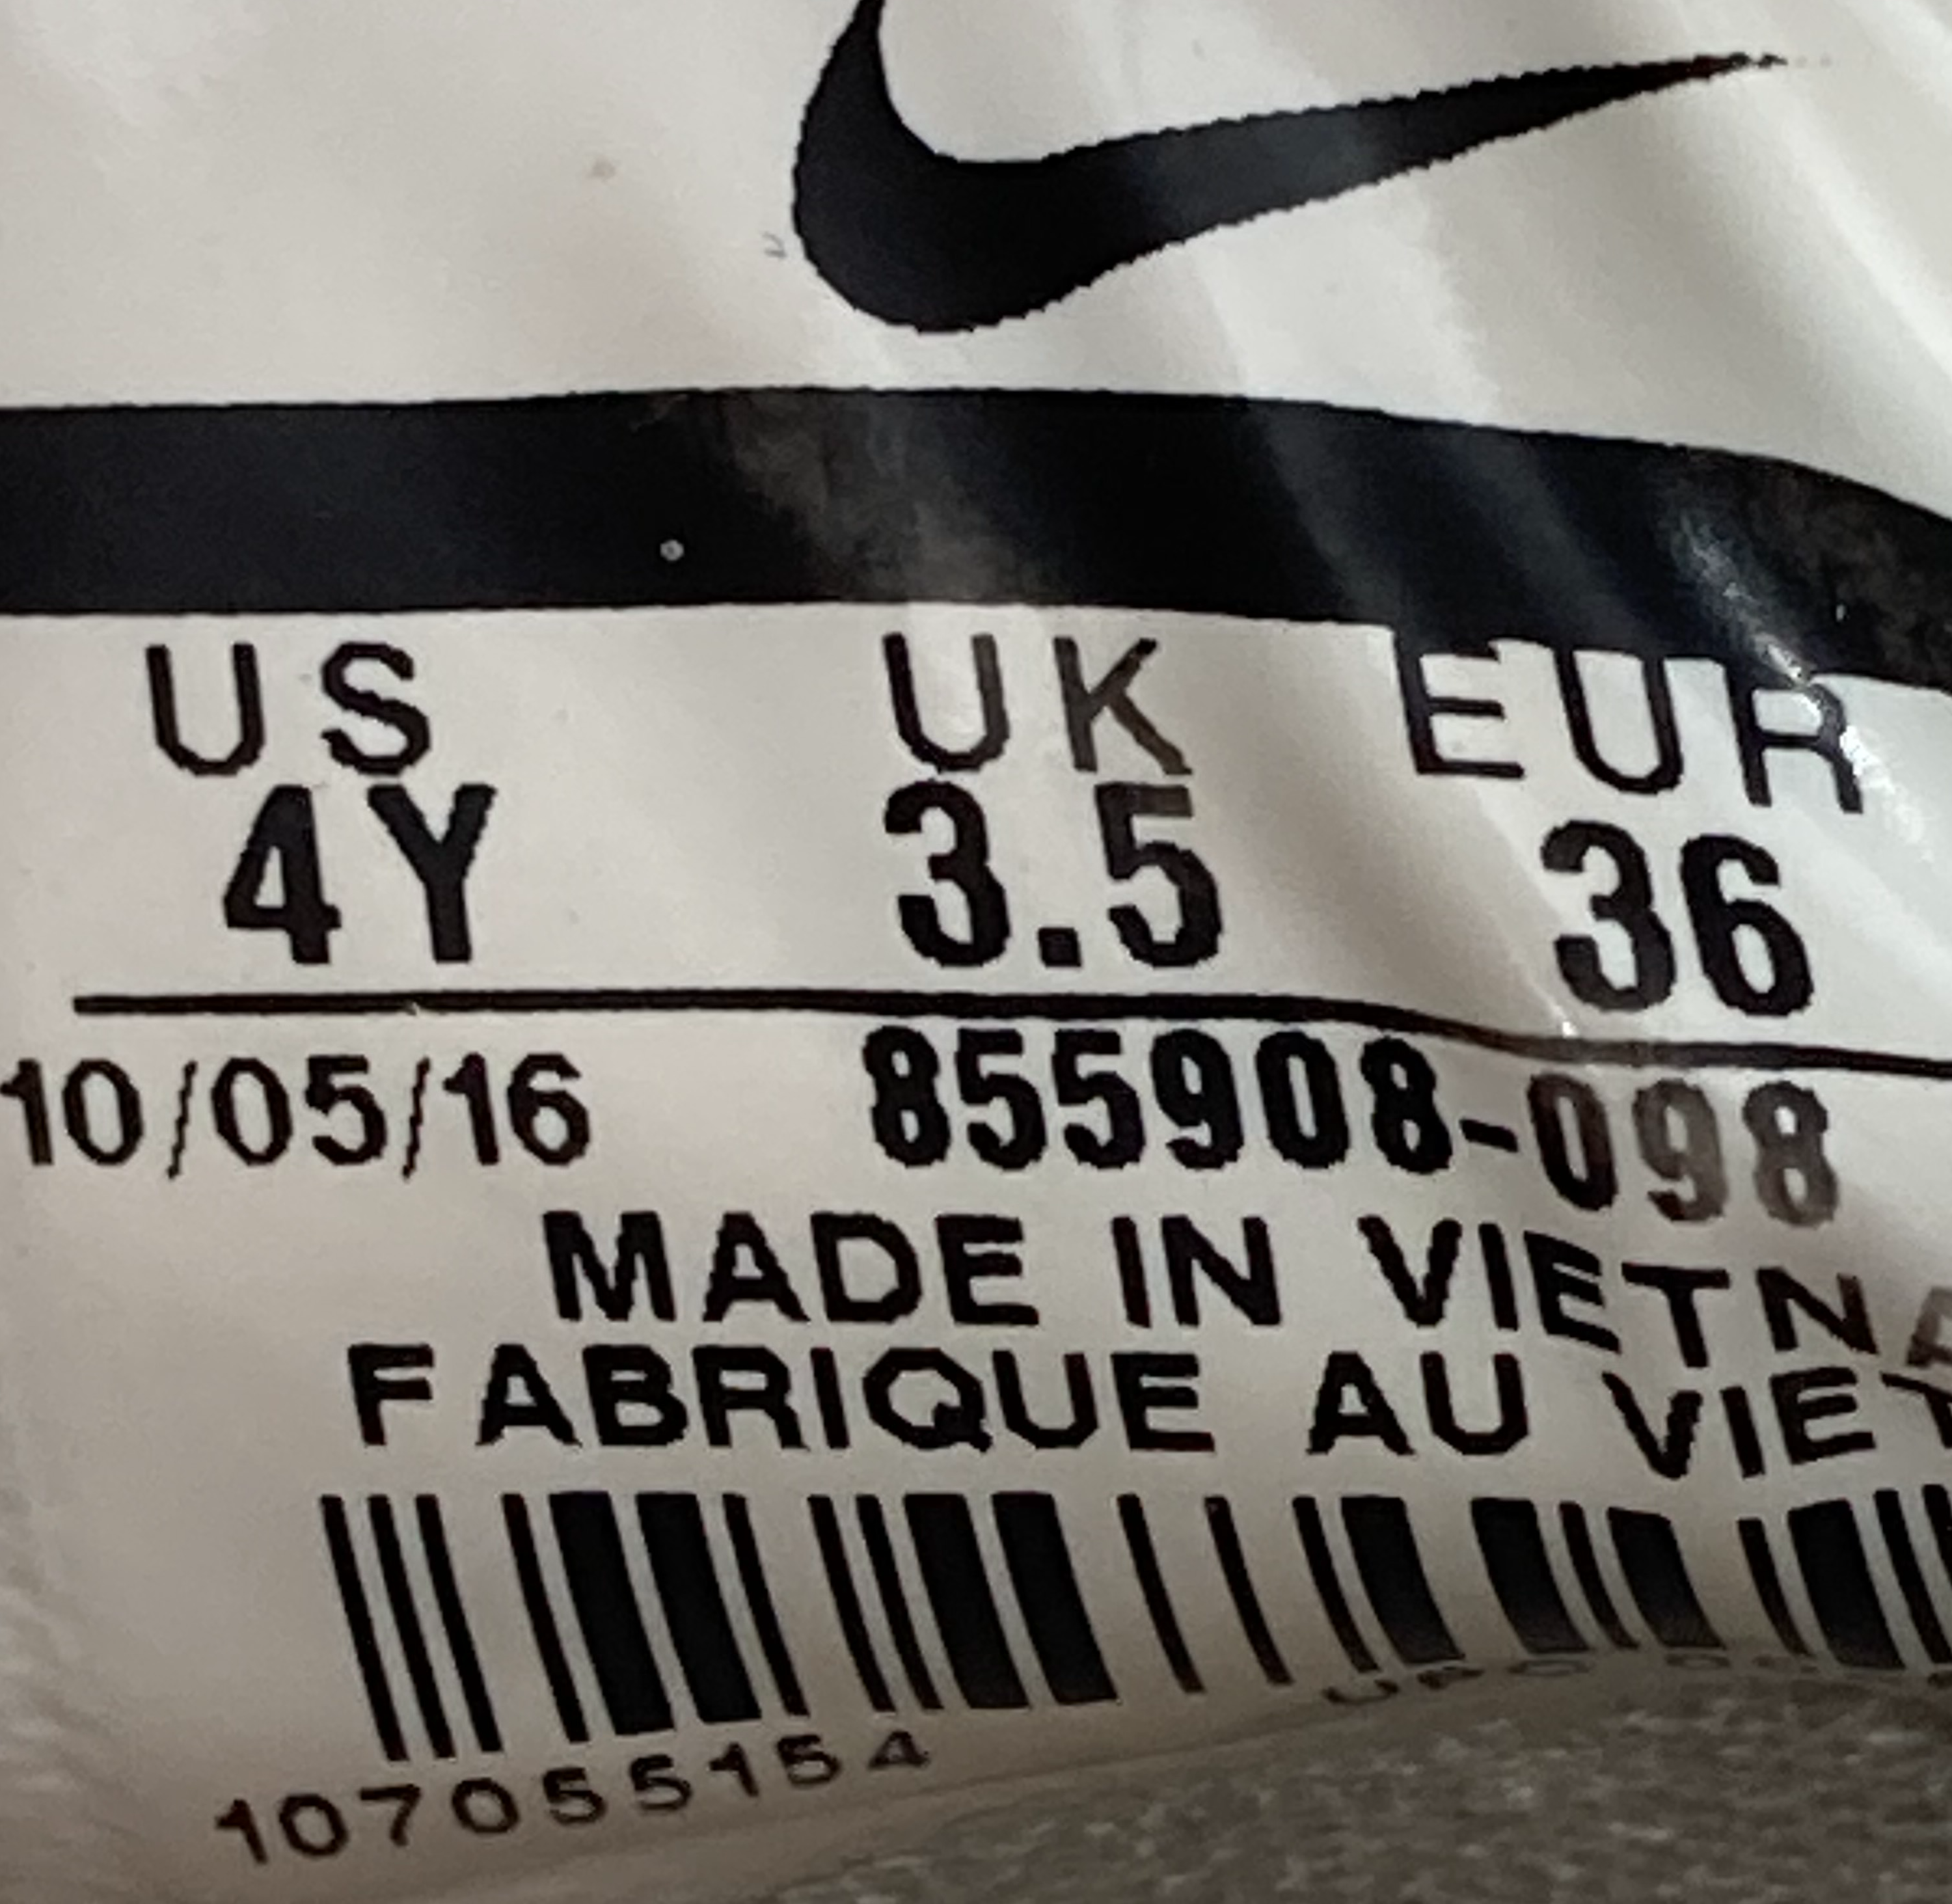 US UK EUR
4Y 3.5 36
10/05/16 855908-098
MADE IN VIETNA
FABRIQUE AU VIET
107055154